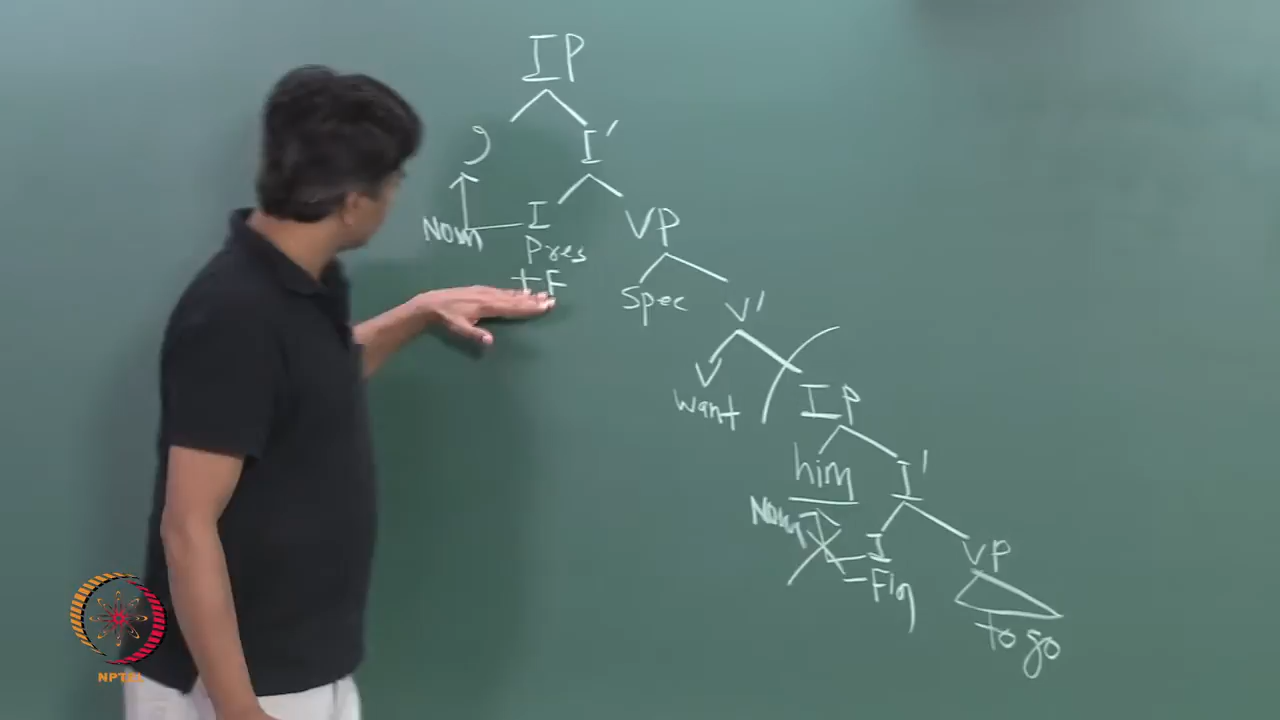 IP
I'
Nom I VP
Pres
+F
Spec V'
V
want IP
him I'
Nom I VP
-Fin
to go
NPTEL